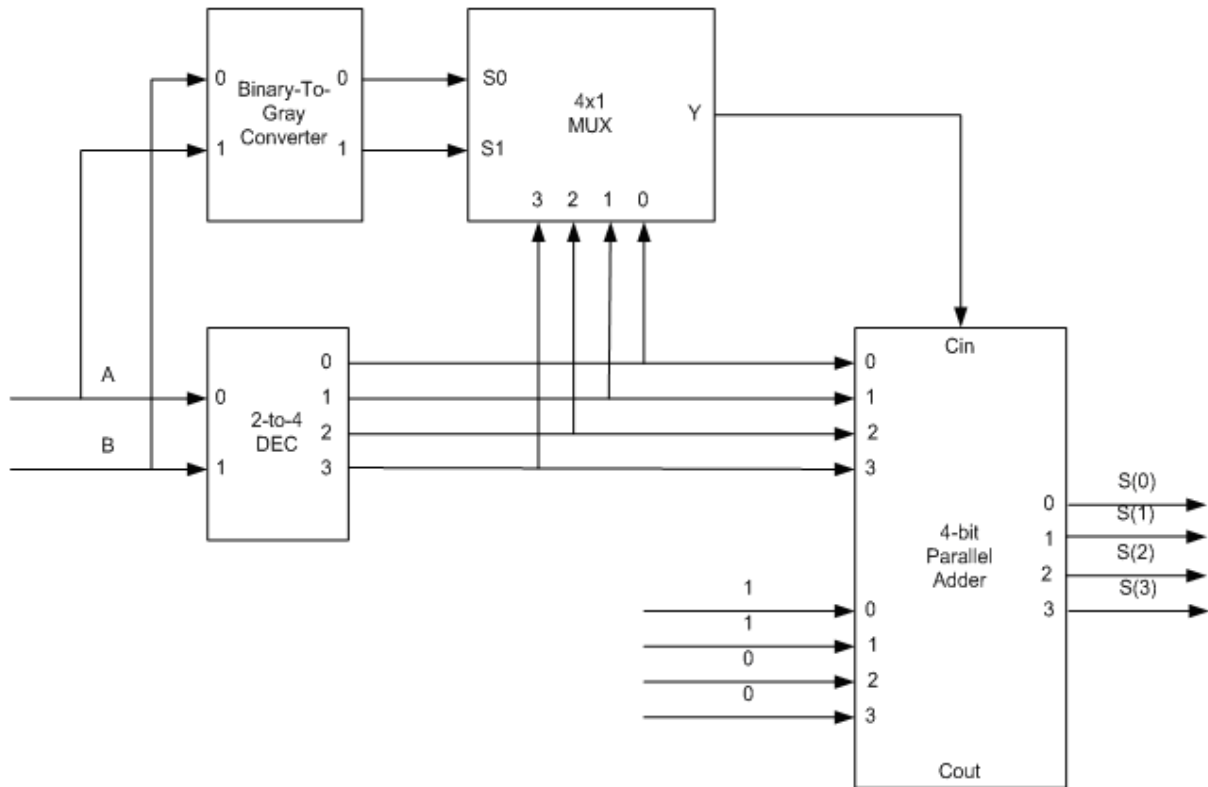 0
Binary-To-
Gray
Converter
1
0
1
S0
S1
4x1
MUX
Y
3 2 1 0
A
B
0
1
2-to-4
DEC
0
1
2
3
Cin
0
1
2
3
4-bit
Parallel
Adder
1
1
0
0
0
1
2
3
0
1
2
3
S(0)
S(1)
S(2)
S(3)
Cout